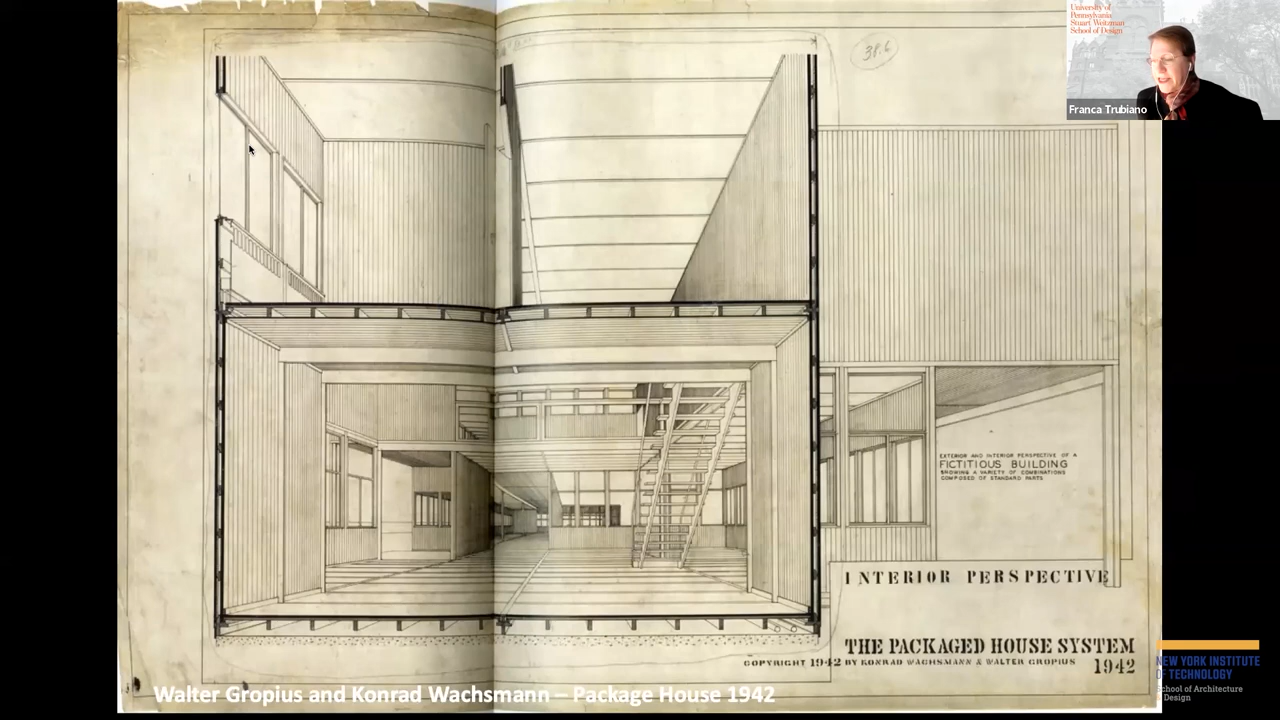 University of
Pennsylvania
Stuart Weitzman
School of Design
Franca Trubiano
38.6
EXTERIOR AND INTERIOR PERSPECTIVE OF A
FICTITIOUS BUILDING
SHOWING A VARIETY OF COMBINATIONS
COMPOSED OF STANDARD PARTS
INTERIOR PERSPECTIVE
THE PACKAGED HOUSE SYSTEM
COPYRIGHT 1942 BY KONRAD WACHSMANN & WALTER GROPIUS 1942
Walter Gropius and Konrad Wachsmann – Package House 1942
NEW YORK INSTITUTE
OF TECHNOLOGY
School of Architecture
& Design